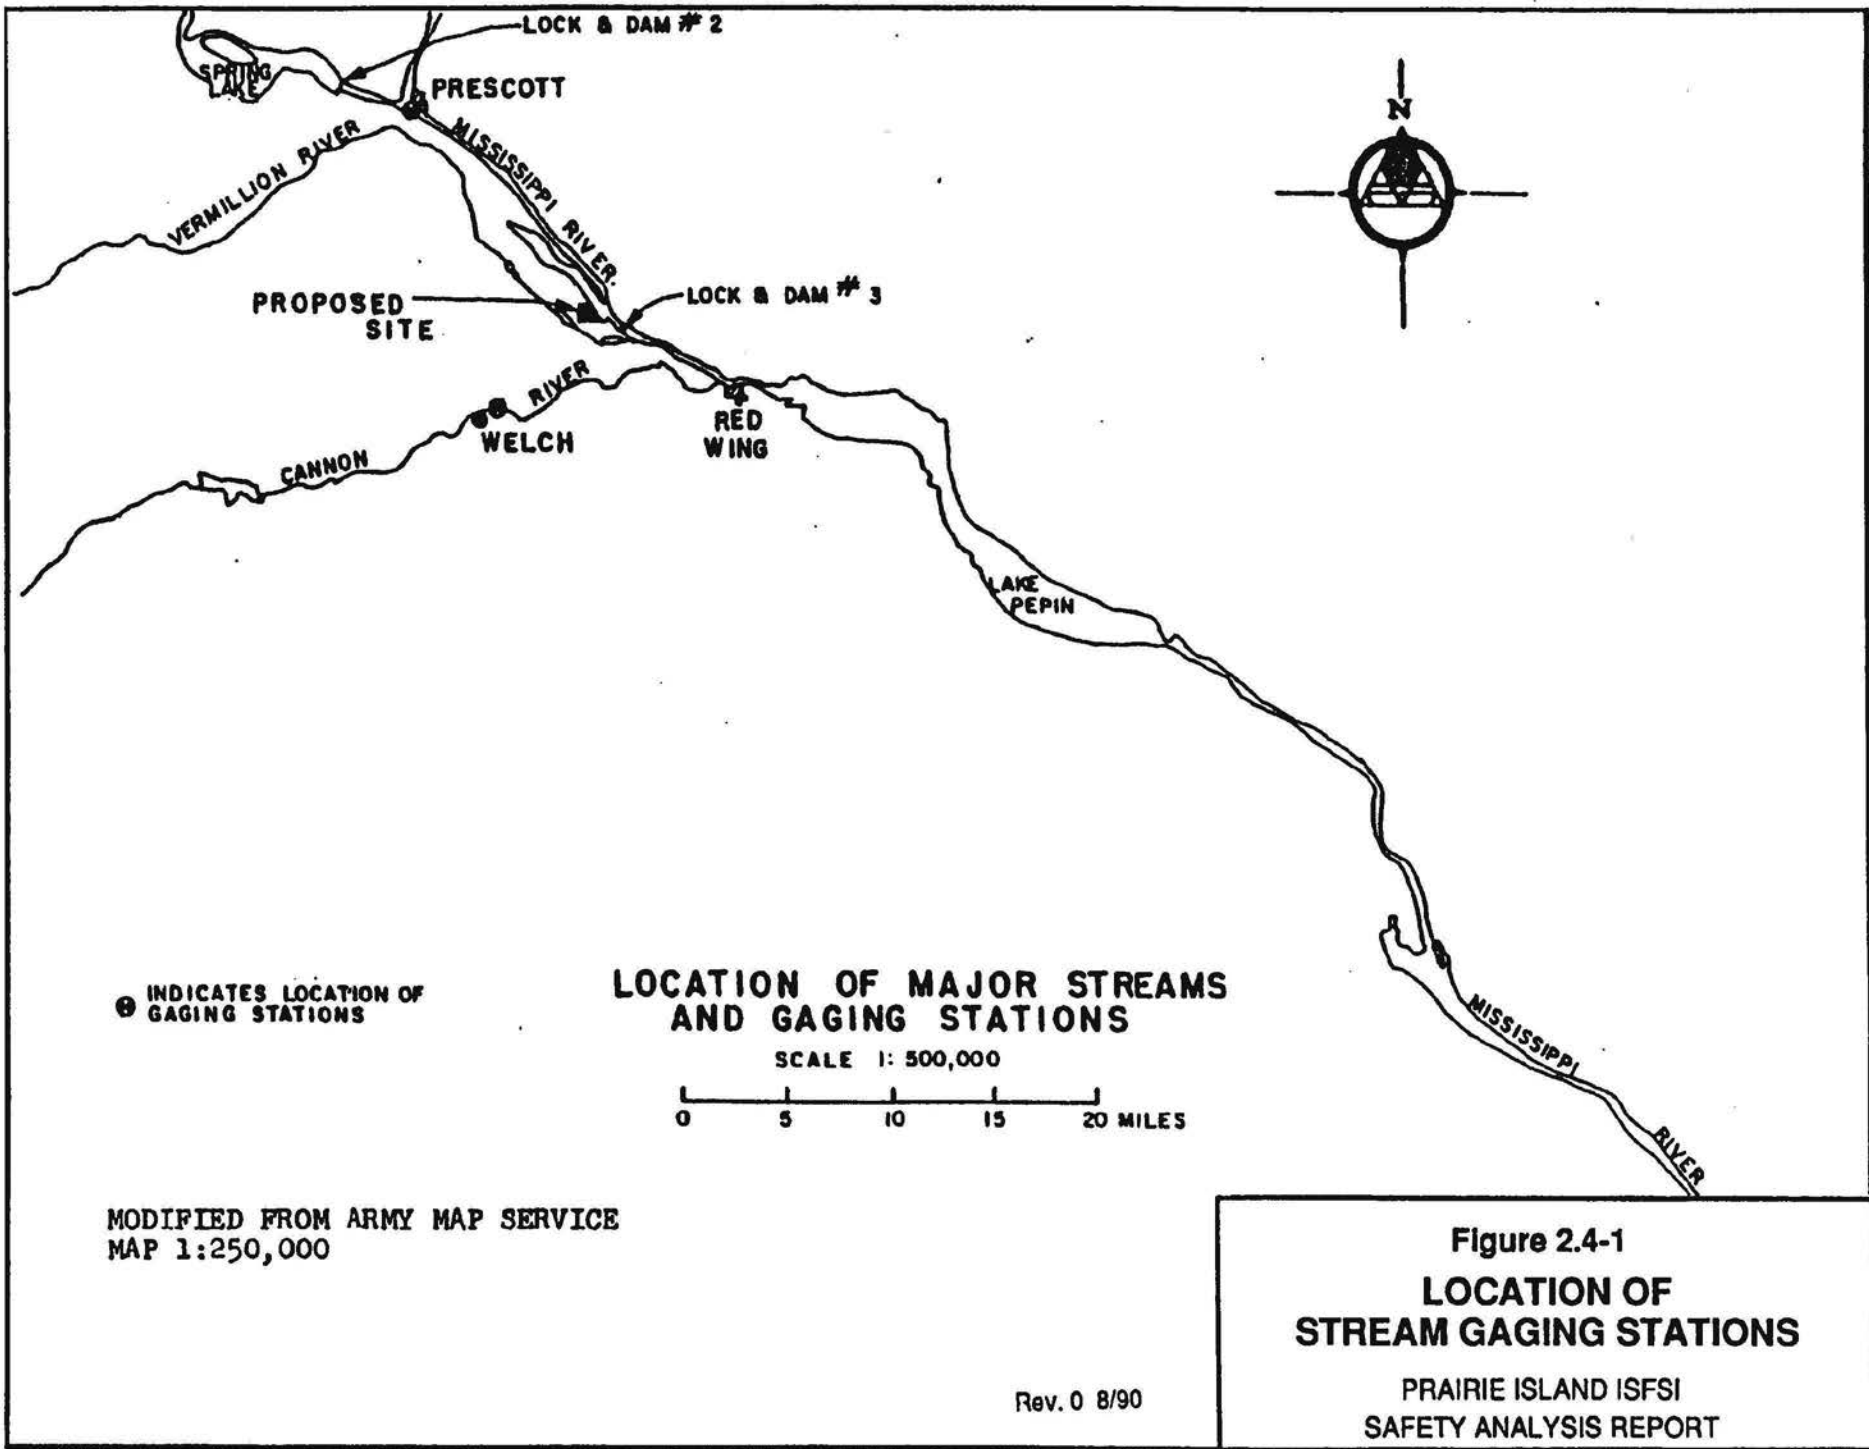 LOCK & DAM # 2
SPRING
LAKE
PRESCOTT
N
MISSISSIPPI RIVER
VERMILLION RIVER
PROPOSED
SITE
LOCK & DAM # 3
CANNON RIVER
WELCH
RED
WING
LAKE
PEPIN
INDICATES LOCATION OF
GAGING STATIONS
LOCATION OF MAJOR STREAMS
AND GAGING STATIONS
SCALE 1: 500,000
0 5 10 15 20 MILES
MISSISSIPPI RIVER
MODIFIED FROM ARMY MAP SERVICE
MAP 1:250,000
Rev. 0 8/90
Figure 2.4-1
LOCATION OF
STREAM GAGING STATIONS
PRAIRIE ISLAND ISFSI
SAFETY ANALYSIS REPORT